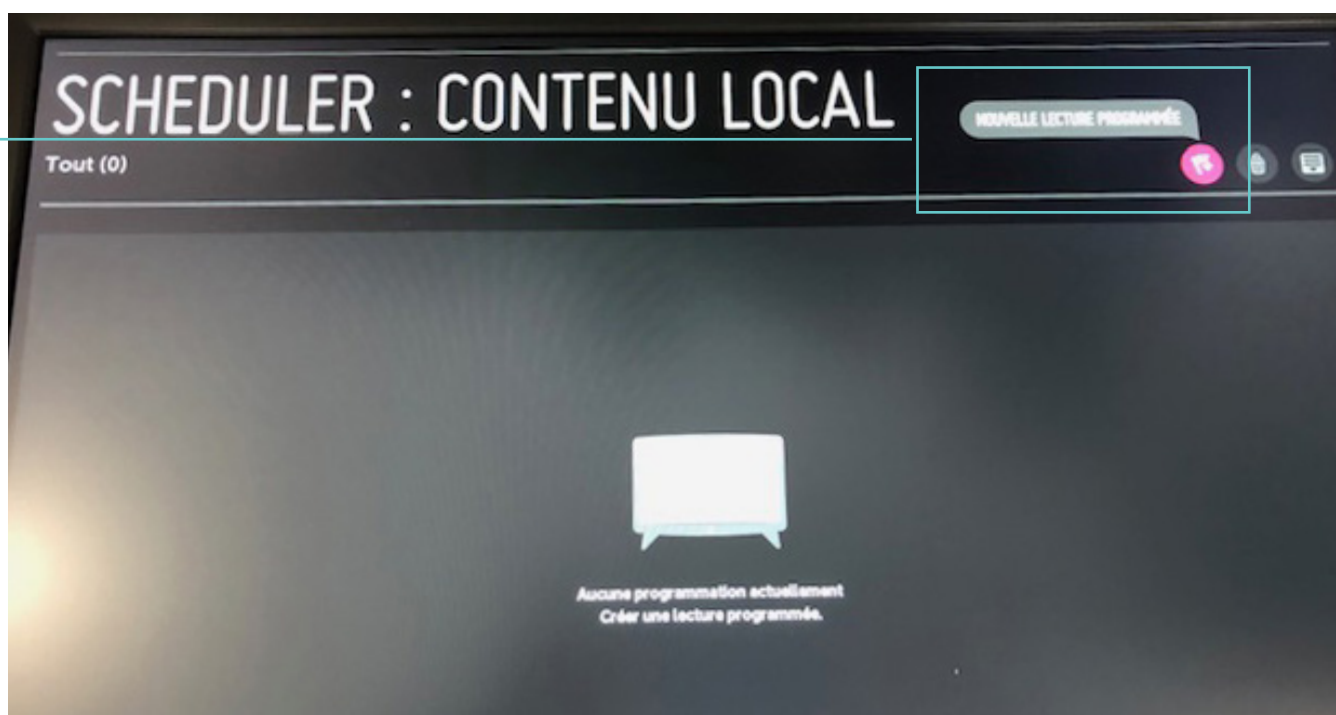 SCHEDULER : CONTENU LOCAL
NOUVELLE LECTURE PROGRAMMÉE
Tout (0)
Aucune programmation actuellement
Créer une lecture programmée.